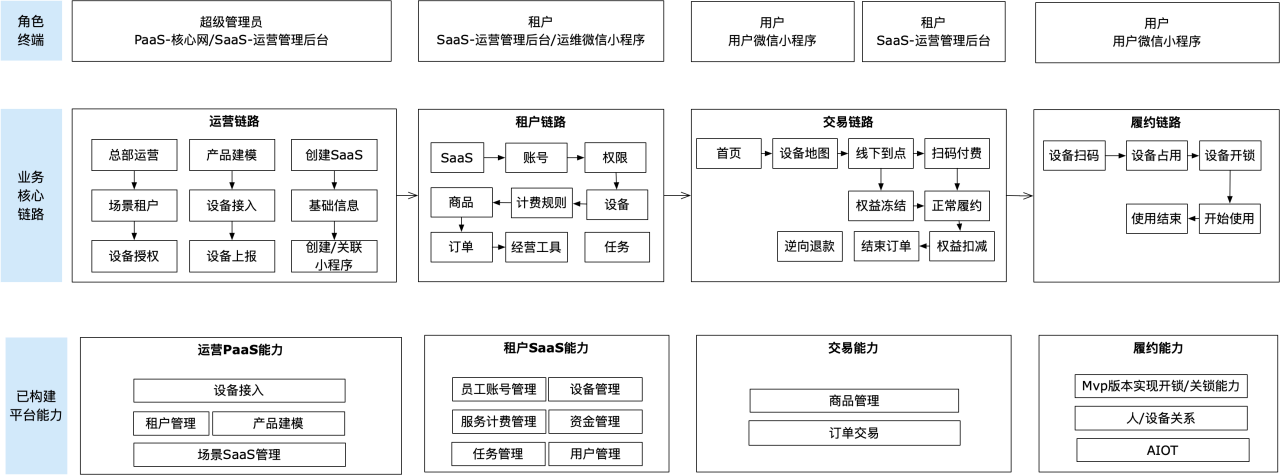 角色
终端
超级管理员
PaaS-核心网/SaaS-运营管理后台
租户
SaaS-运营管理后台/运维微信小程序
用户
用户微信小程序
租户
SaaS-运营管理后台
用户
用户微信小程序
业务
核心
链路
运营链路
总部运营
产品建模
创建SaaS
场景租户
设备接入
基础信息
设备授权
设备上报
创建/关联
小程序
租户链路
SaaS
账号
权限
商品
计费规则
设备
订单
经营工具
任务
交易链路
首页
设备地图
线下到点
扫码付费
权益冻结
正常履约
逆向退款
结束订单
权益扣减
履约链路
设备扫码
设备占用
设备开锁
使用结束
开始使用
已构建
平台能力
运营PaaS能力
设备接入
租户管理
产品建模
场景SaaS管理
租户SaaS能力
员工账号管理
设备管理
服务计费管理
资金管理
任务管理
用户管理
交易能力
商品管理
订单交易
履约能力
Mvp版本实现开锁/关锁能力
人/设备关系
AIOT